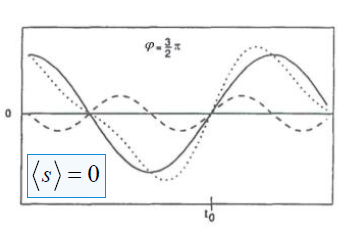 φ=3/2 π
0
⟨s⟩ = 0
t₀